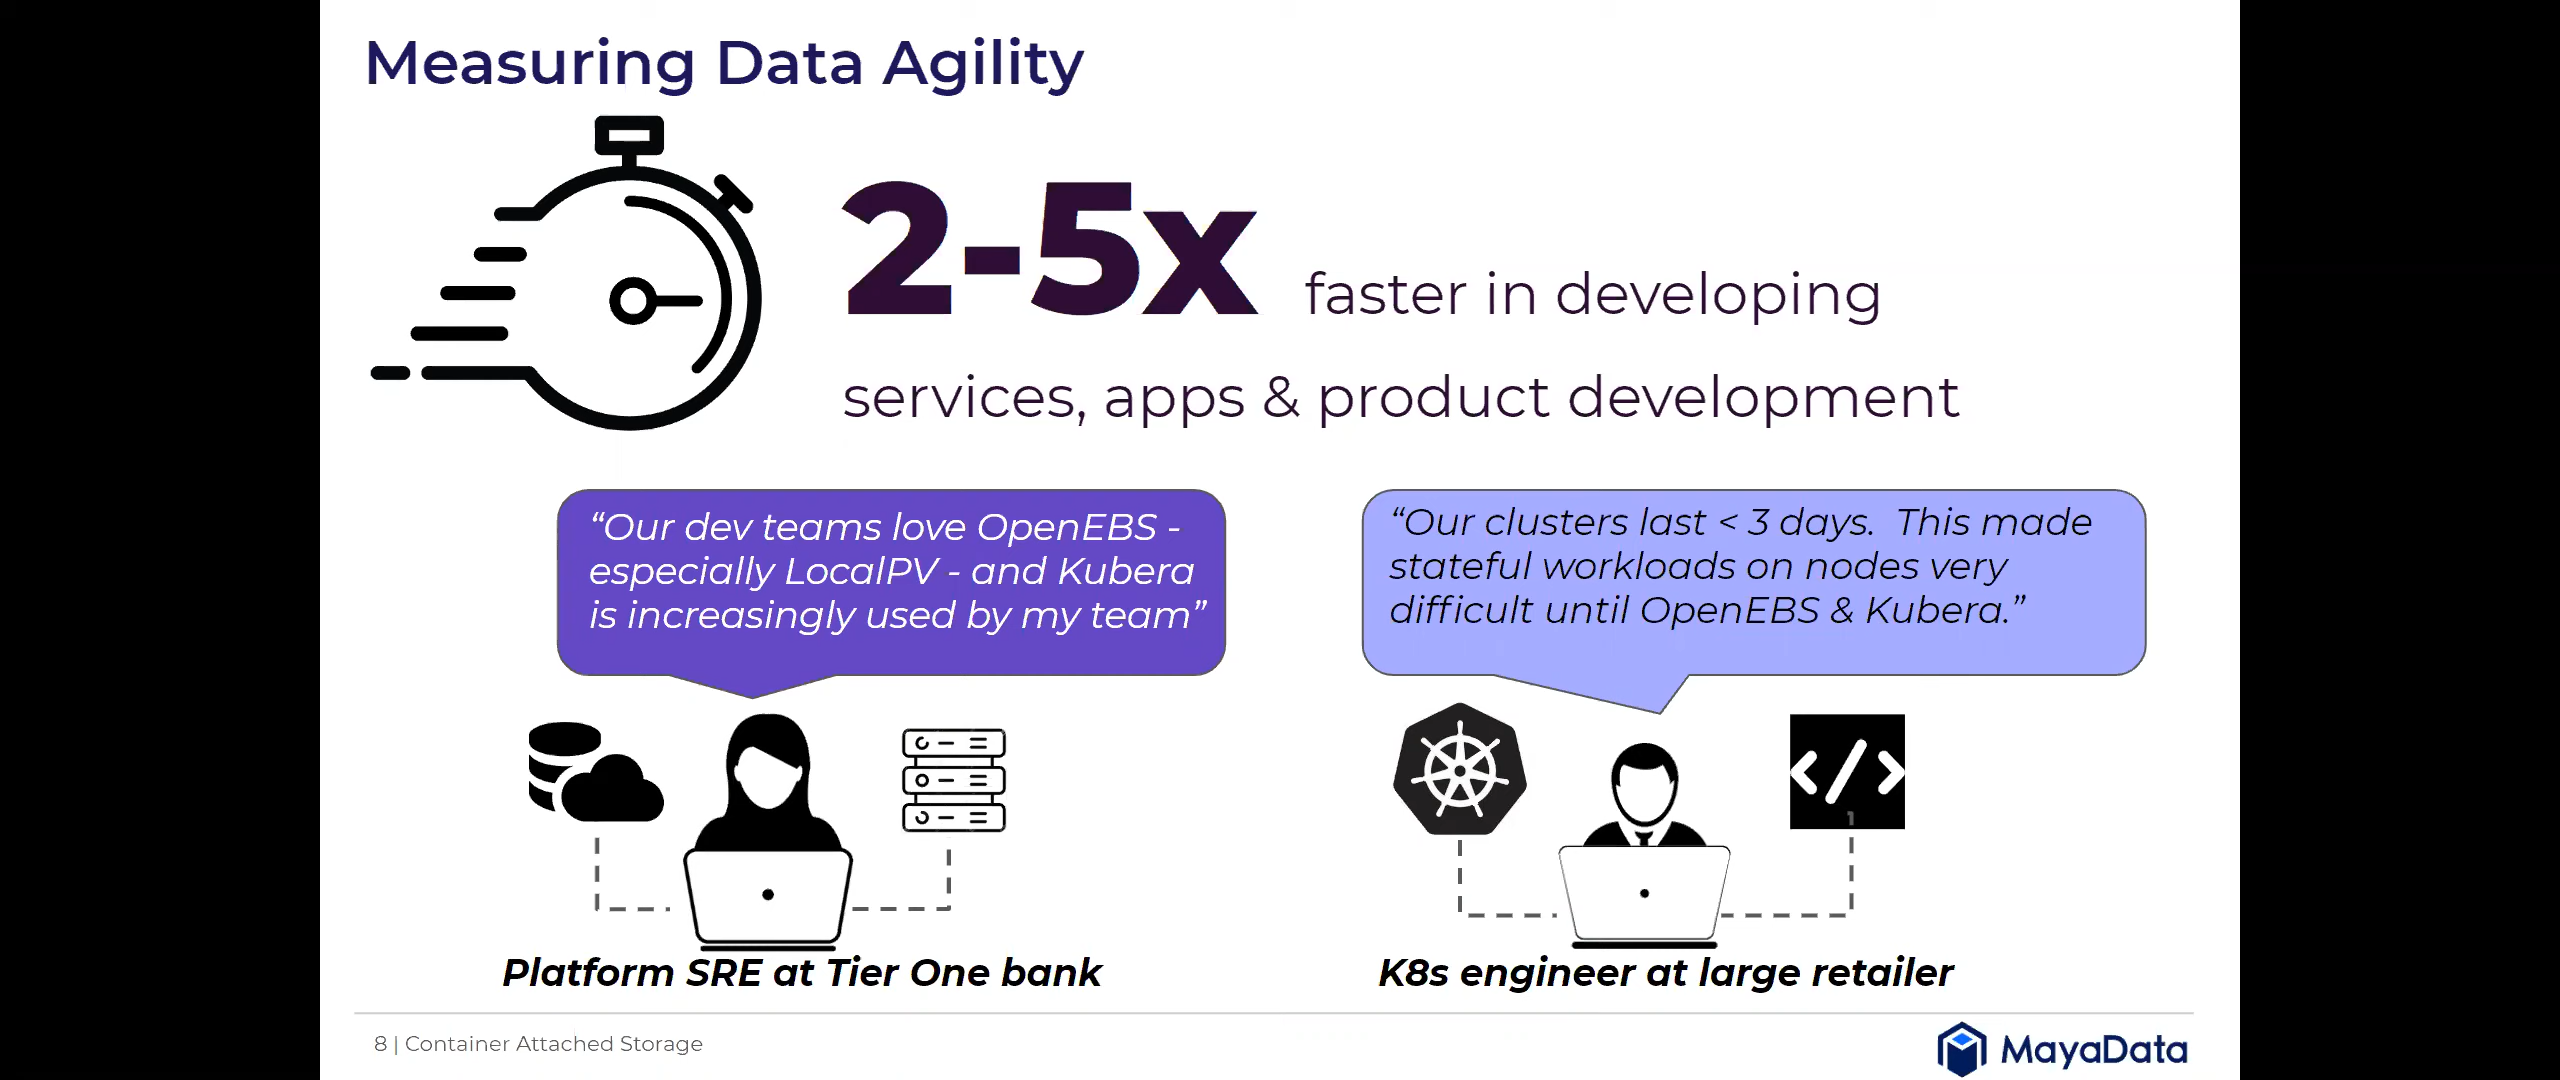 Measuring Data Agility
2-5x faster in developing
services, apps & product development
“Our dev teams love OpenEBS -
especially LocalPV - and Kubera
is increasingly used by my team”
“Our clusters last < 3 days.  This made
stateful workloads on nodes very
difficult until OpenEBS & Kubera.”
</>
Platform SRE at Tier One bank
K8s engineer at large retailer
8 | Container Attached Storage
MayaData